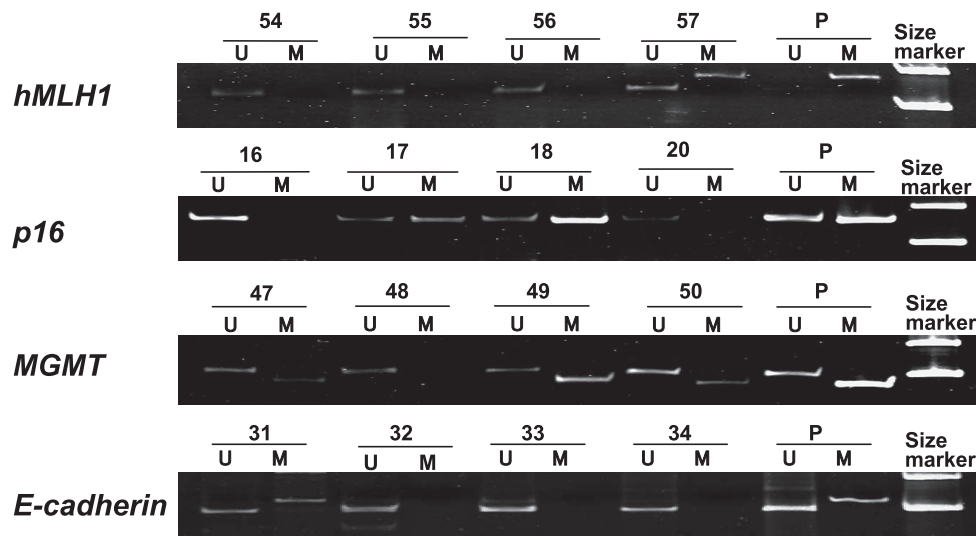 54 55 56 57 P Size
U M U M U M U M U M marker
hMLH1
16 17 18 20 P Size
U M U M U M U M U M marker
p16
47 48 49 50 P Size
U M U M U M U M U M marker
MGMT
31 32 33 34 P Size
U M U M U M U M U M marker
E-cadherin